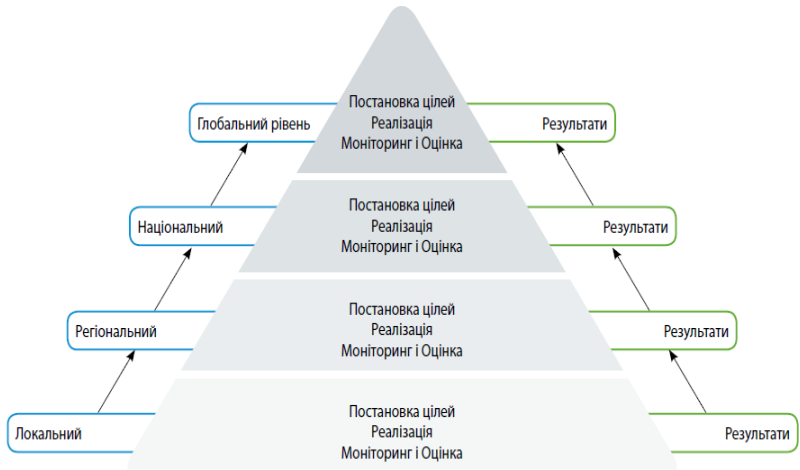 Постановка цілей
Глобальний рівень
Реалізація
Результати
Моніторинг і Оцінка
Постановка цілей
Національний
Реалізація
Результати
Моніторинг і Оцінка
Постановка цілей
Регіональний
Реалізація
Результати
Моніторинг і Оцінка
Постановка цілей
Локальний
Реалізація
Результати
Моніторинг і Оцінка